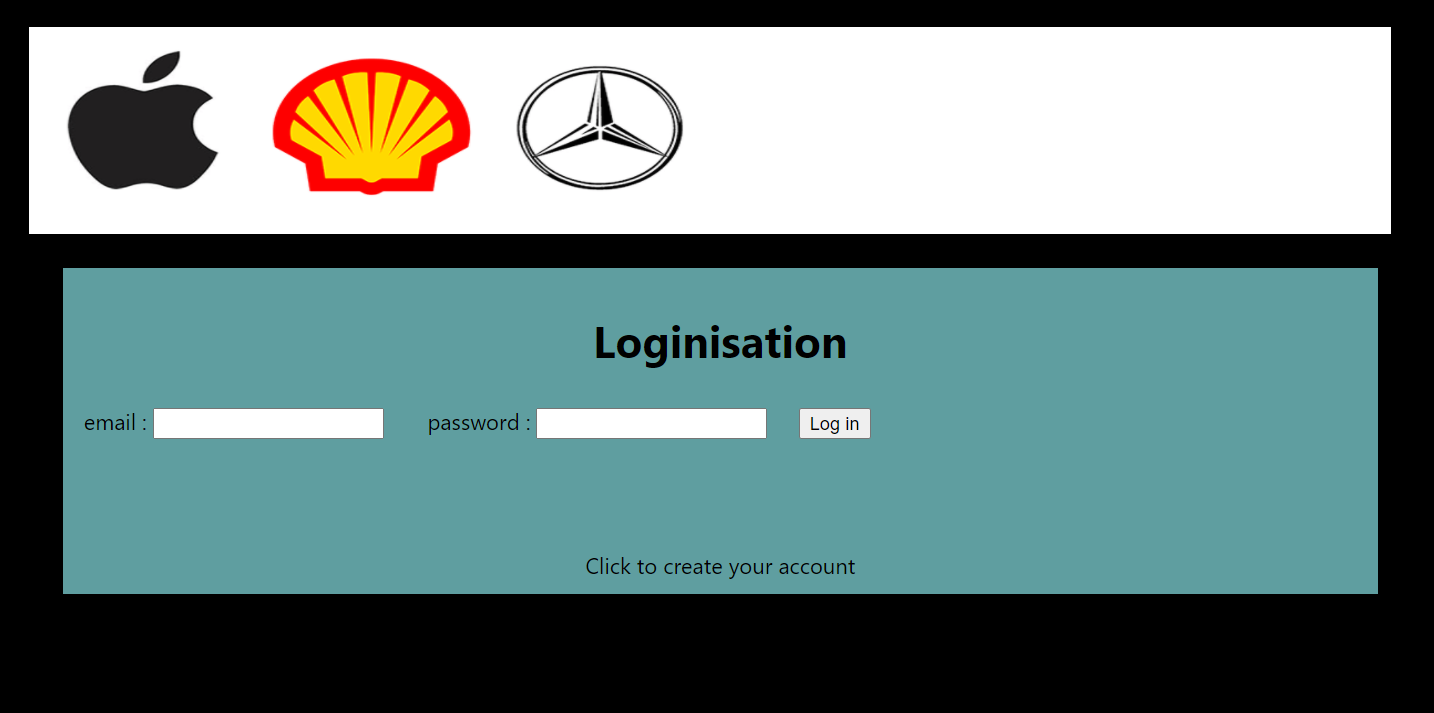 Loginisation
email : password : Log in
Click to create your account